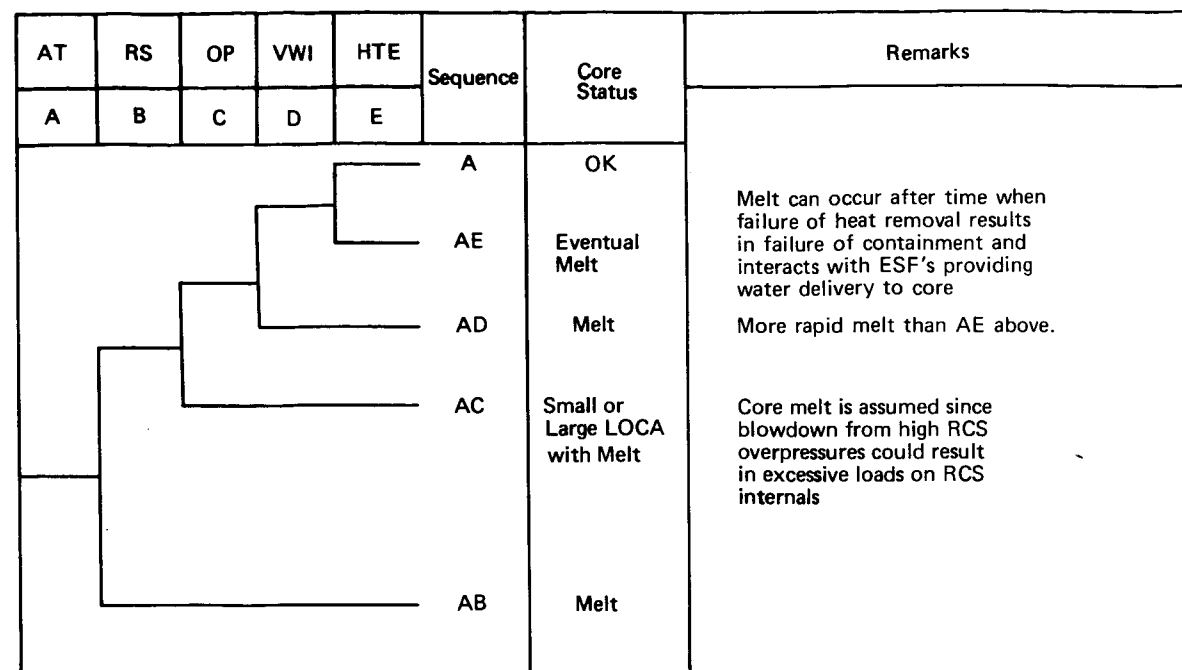 AT RS OP VWI HTE Sequence Core Status Remarks
A B C D E
A OK
AE Eventual Melt
Melt can occur after time when
failure of heat removal results
in failure of containment and
interacts with ESF's providing
water delivery to core
AD Melt More rapid melt than AE above.
AC Small or
Large LOCA
with Melt
Core melt is assumed since
blowdown from high RCS
overpressures could result
in excessive loads on RCS
internals
AB Melt